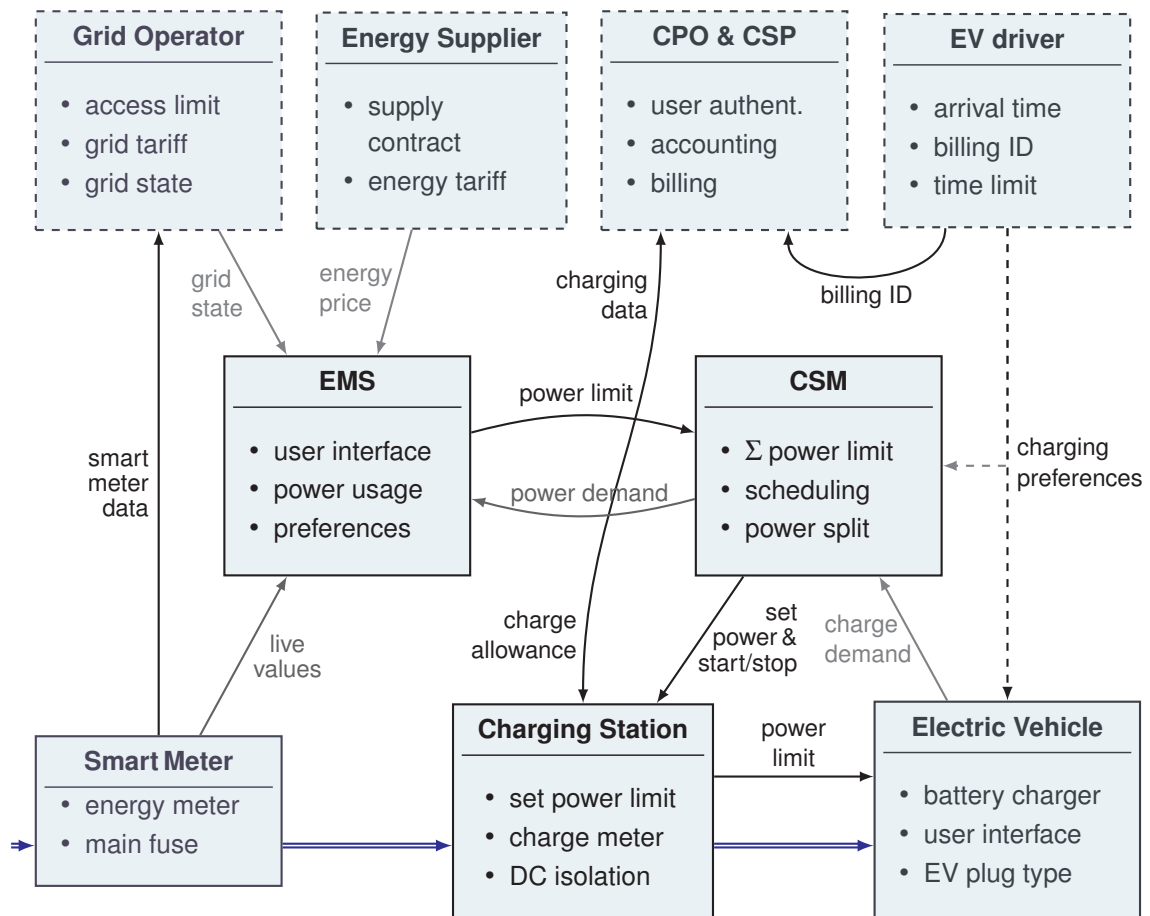 Grid Operator
• access limit
• grid tariff
• grid state
Energy Supplier
• supply
contract
• energy tariff
CPO & CSP
• user authent.
• accounting
• billing
EV driver
• arrival time
• billing ID
• time limit
grid
state
energy
price
charging
data
billing ID
EMS
• user interface
• power usage
• preferences
power limit
power demand
CSM
• Σ power limit
• scheduling
• power split
charging
preferences
smart
meter
data
live
values
charge
allowance
set
power &
start/stop
charge
demand
Smart Meter
• energy meter
• main fuse
Charging Station
• set power limit
• charge meter
• DC isolation
power
limit
Electric Vehicle
• battery charger
• user interface
• EV plug type